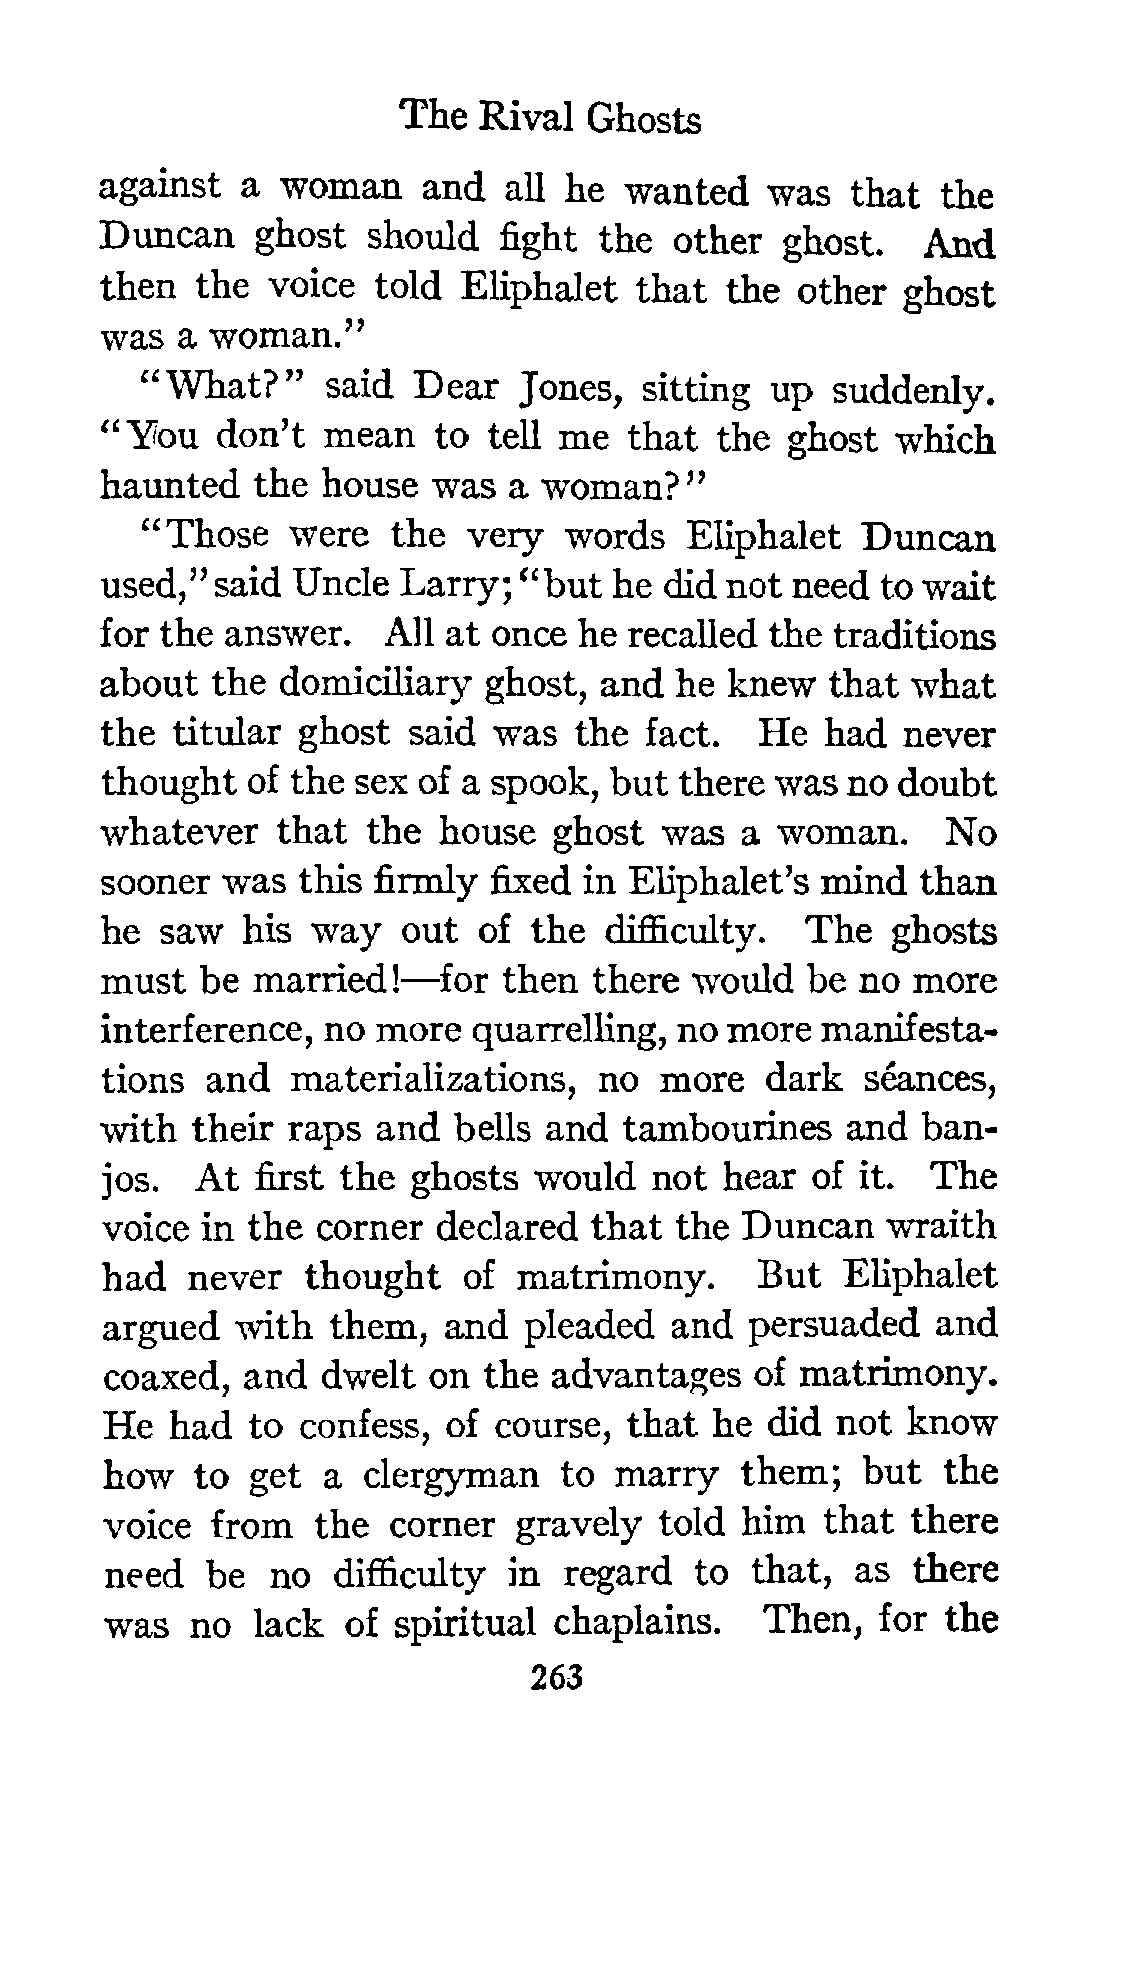 The Rival Ghosts
against a woman and all he wanted was that the
Duncan ghost should fight the other ghost. And
then the voice told Eliphalet that the other ghost
was a woman."
"What?" said Dear Jones, sitting up suddenly.
"You don't mean to tell me that the ghost which
haunted the house was a woman?"
"Those were the very words Eliphalet Duncan
used," said Uncle Larry; "but he did not need to wait
for the answer. All at once he recalled the traditions
about the domiciliary ghost, and he knew that what
the titular ghost said was the fact. He had never
thought of the sex of a spook, but there was no doubt
whatever that the house ghost was a woman. No
sooner was this firmly fixed in Eliphalet's mind than
he saw his way out of the difficulty. The ghosts
must be married!—for then there would be no more
interference, no more quarrelling, no more manifesta-
tions and materializations, no more dark séances,
with their raps and bells and tambourines and ban-
jos. At first the ghosts would not hear of it. The
voice in the corner declared that the Duncan wraith
had never thought of matrimony. But Eliphalet
argued with them, and pleaded and persuaded and
coaxed, and dwelt on the advantages of matrimony.
He had to confess, of course, that he did not know
how to get a clergyman to marry them; but the
voice from the corner gravely told him that there
need be no difficulty in regard to that, as there
was no lack of spiritual chaplains. Then, for the
263